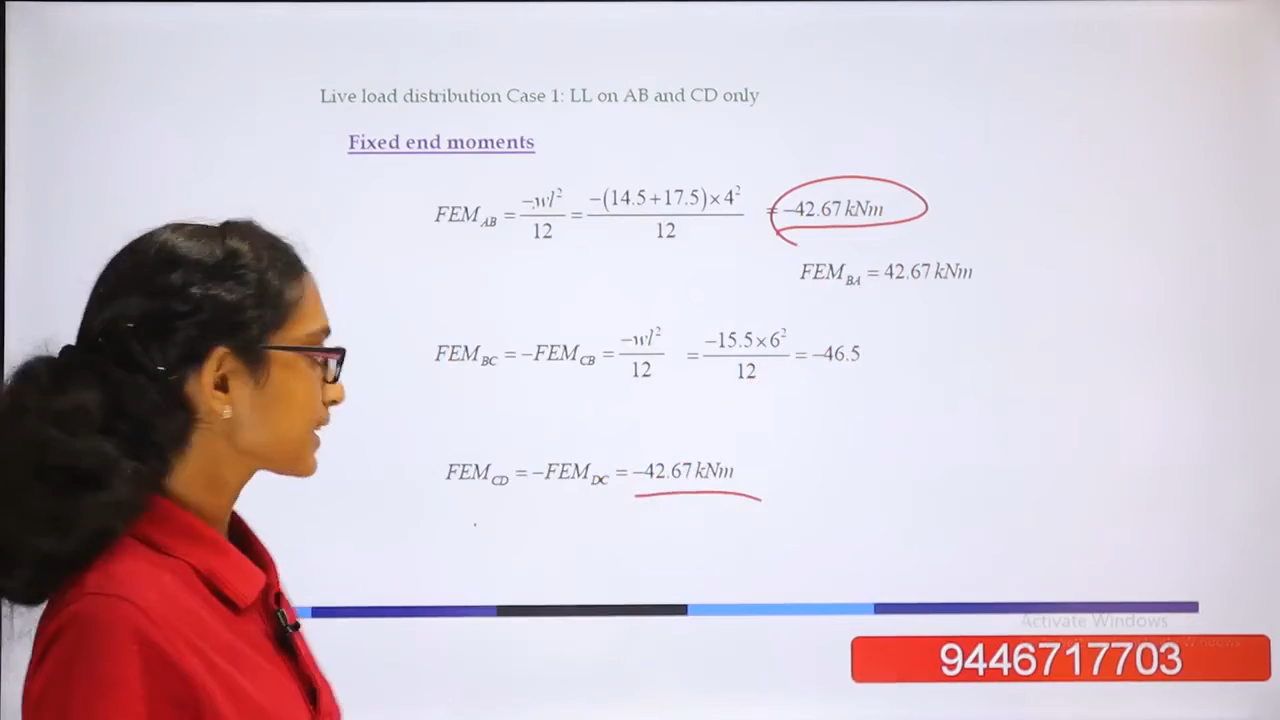 Live load distribution Case 1: LL on AB and CD only
Fixed end moments
FEM_AB = -wl²/12 = -(14.5+17.5)×4²/12 = -42.67 kNm
FEM_BA = 42.67 kNm
FEM_BC = -FEM_CB = -wl²/12 = -15.5×6²/12 = -46.5
FEM_CD = -FEM_DC = -42.67 kNm
Activate Windows
9446717703